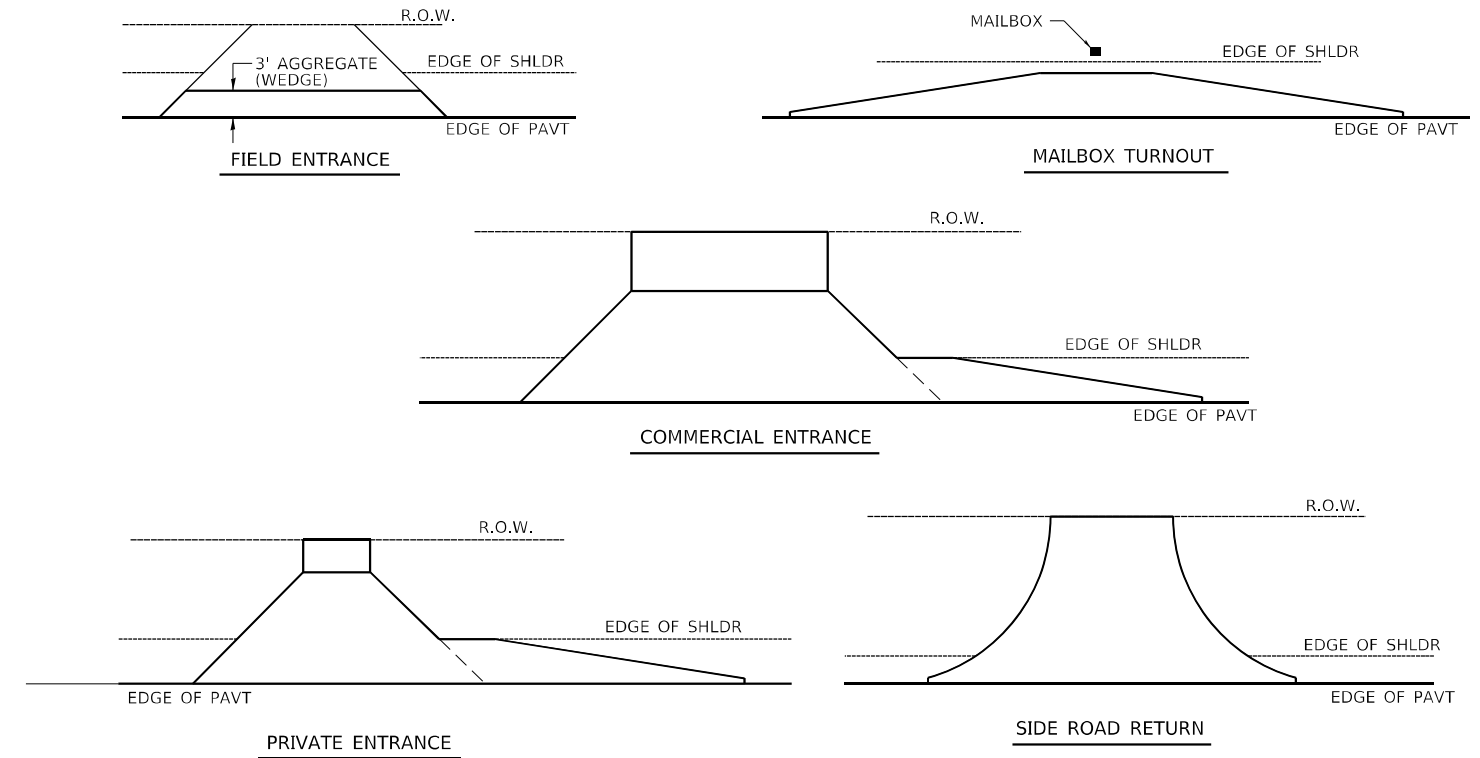 R.O.W.
3' AGGREGATE
(WEDGE)
EDGE OF SHLDR
EDGE OF PAVT
FIELD ENTRANCE
MAILBOX
EDGE OF SHLDR
EDGE OF PAVT
MAILBOX TURNOUT
R.O.W.
EDGE OF SHLDR
EDGE OF PAVT
COMMERCIAL ENTRANCE
R.O.W.
EDGE OF SHLDR
EDGE OF PAVT
PRIVATE ENTRANCE
R.O.W.
EDGE OF SHLDR
EDGE OF PAVT
SIDE ROAD RETURN